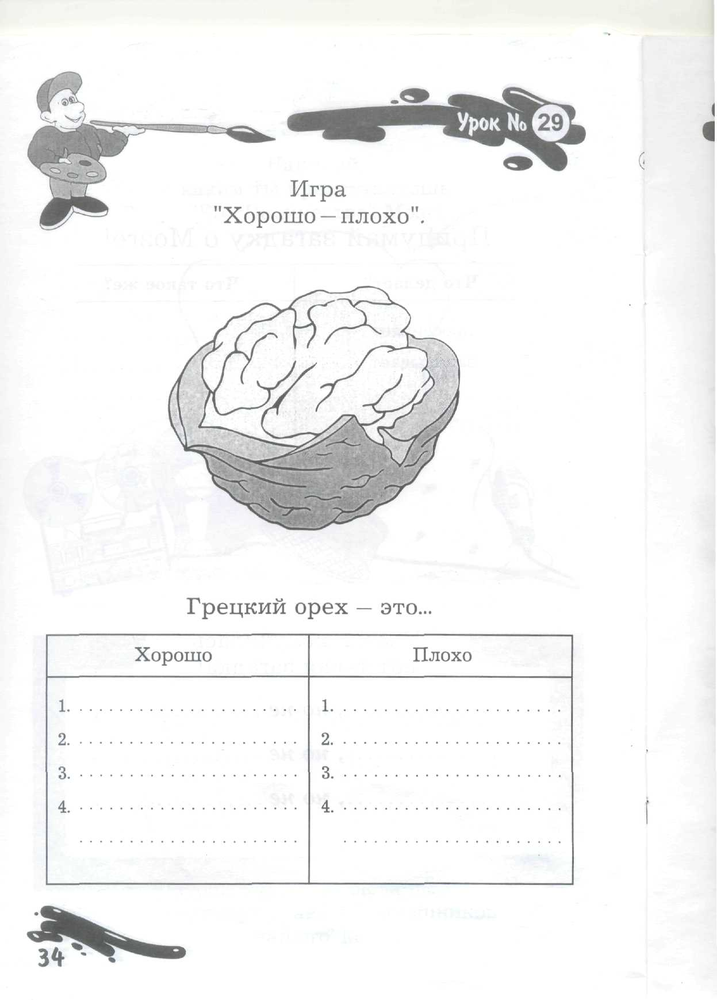 Урок № 29
Игра
"Хорошо – плохо".
Грецкий орех – это...
Хорошо
Плохо
1. . . . . . . . . . . . . . . . . . . . . . .
1. . . . . . . . . . . . . . . . . . . . . . .
2. . . . . . . . . . . . . . . . . . . . . . .
2. . . . . . . . . . . . . . . . . . . . . . .
3. . . . . . . . . . . . . . . . . . . . . . .
3. . . . . . . . . . . . . . . . . . . . . . .
4. . . . . . . . . . . . . . . . . . . . . . .
4. . . . . . . . . . . . . . . . . . . . . . .
34